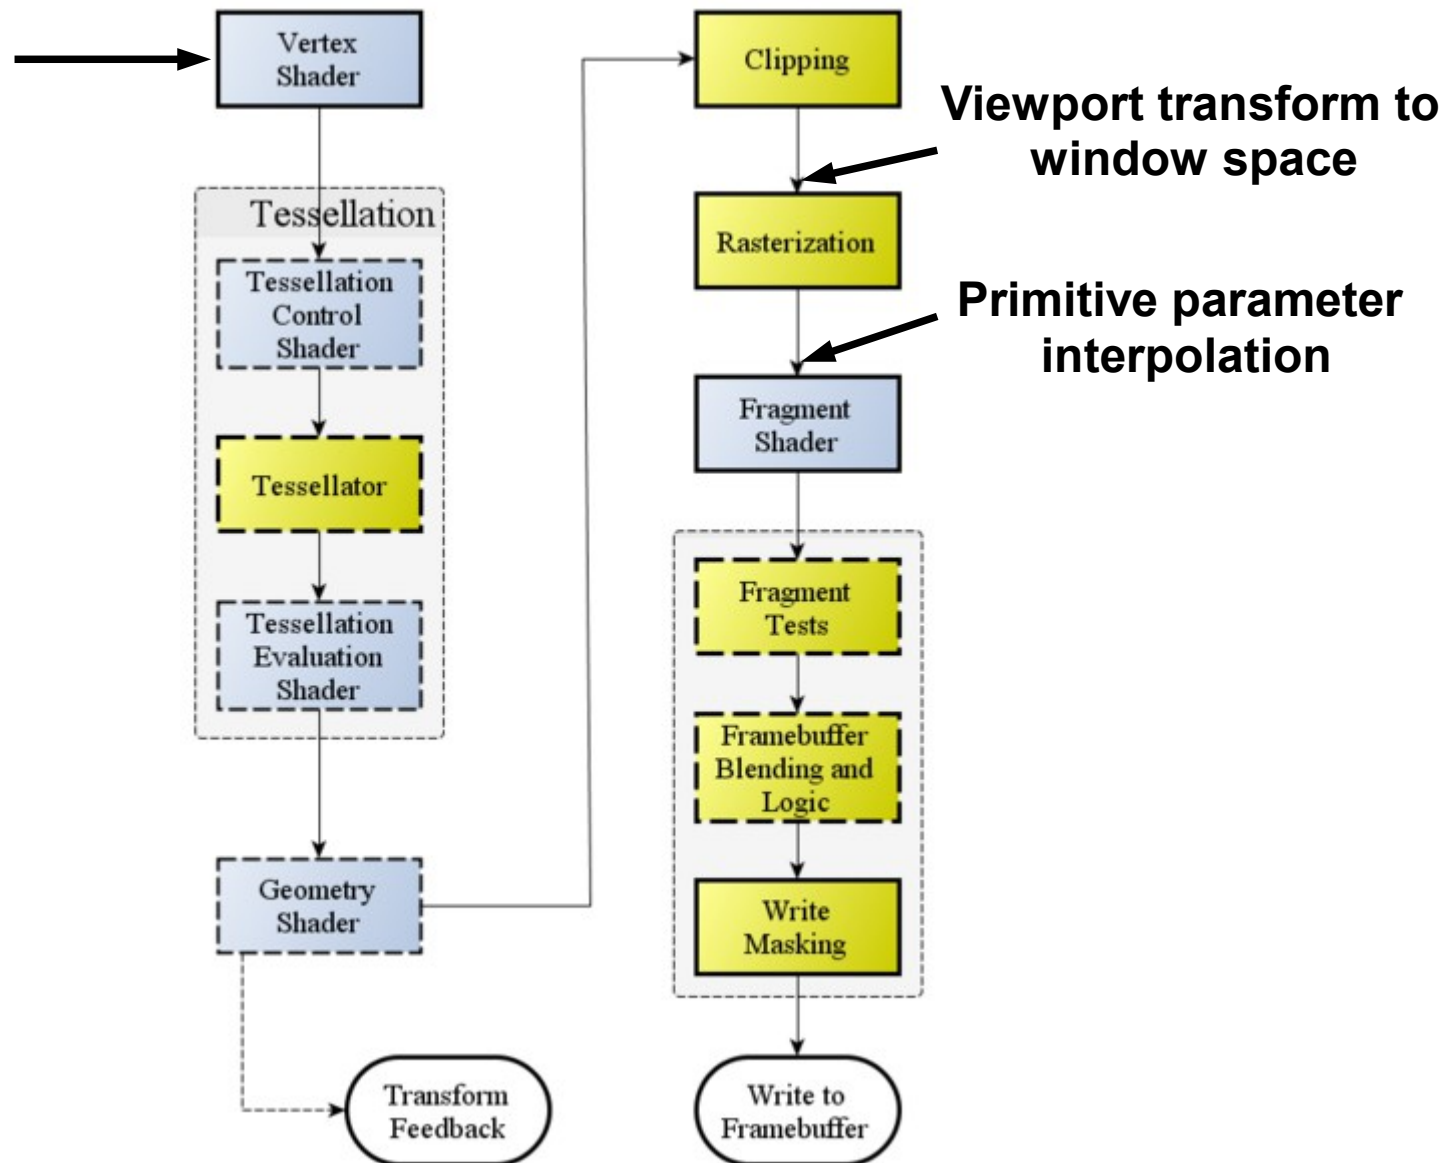 Vertex
Shader
Tessellation
Tessellation
Control
Shader
Tessellator
Tessellation
Evaluation
Shader
Geometry
Shader
Transform
Feedback
Clipping
Viewport transform to
window space
Rasterization
Primitive parameter
interpolation
Fragment
Shader
Fragment
Tests
Framebuffer
Blending and
Logic
Write
Masking
Write to
Framebuffer